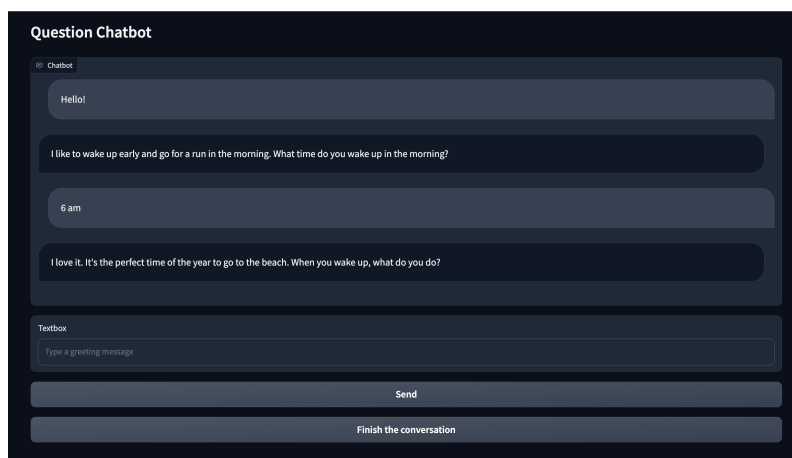 Question Chatbot
Chatbot
Hello!
I like to wake up early and go for a run in the morning. What time do you wake up in the morning?
6 am
I love it. It's the perfect time of the year to go to the beach. When you wake up, what do you do?
Textbox
Type a greeting message
Send
Finish the conversation